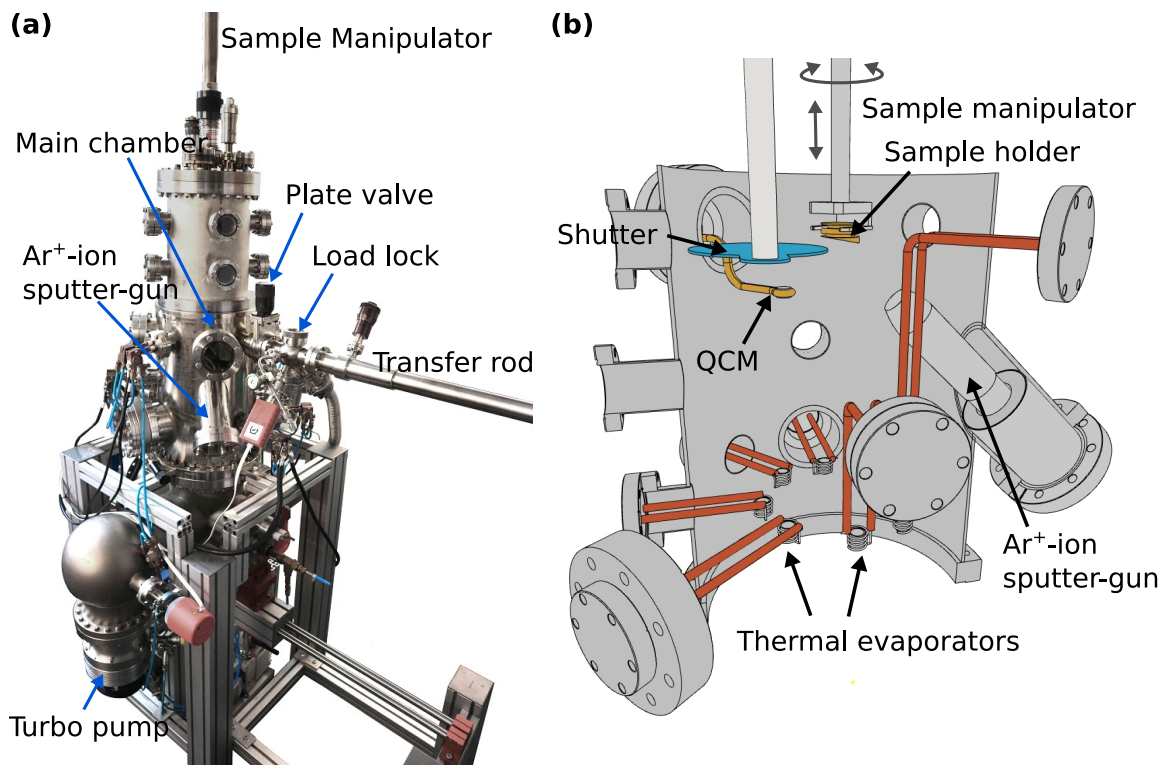 (a)
Sample Manipulator
Main chamber
Plate valve
Ar⁺-ion
sputter-gun
Load lock
Transfer rod
Turbo pump
(b)
Sample manipulator
Sample holder
Shutter
QCM
Ar⁺-ion
sputter-gun
Thermal evaporators